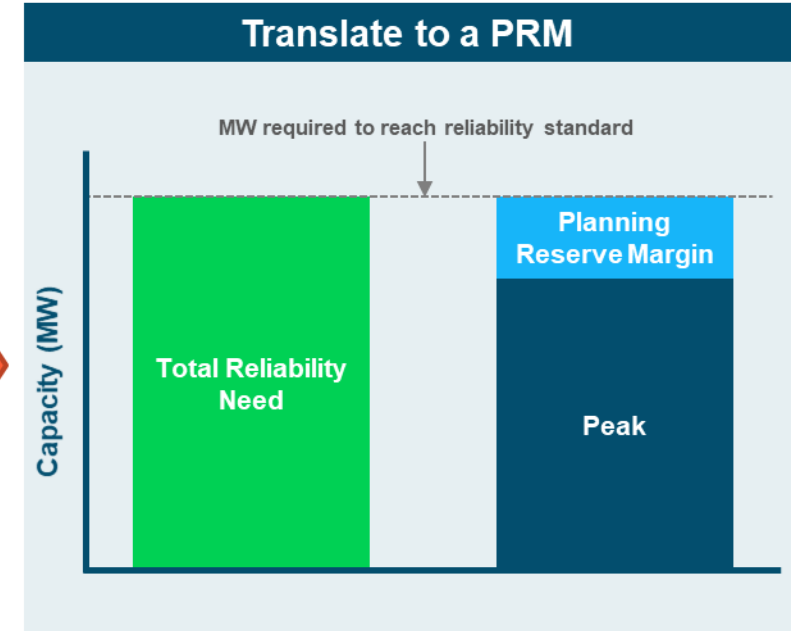 Translate to a PRM
MW required to reach reliability standard
Capacity (MW)
Total Reliability
Need
Planning
Reserve Margin
Peak